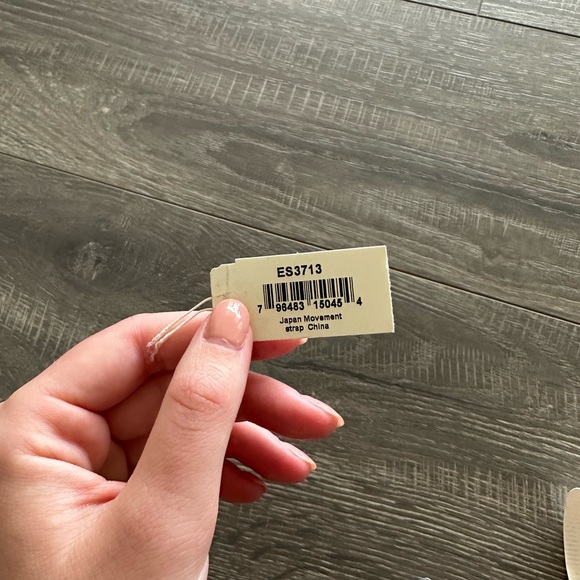 ES3713
7 96483 15045 4
Japan Movement
strap China